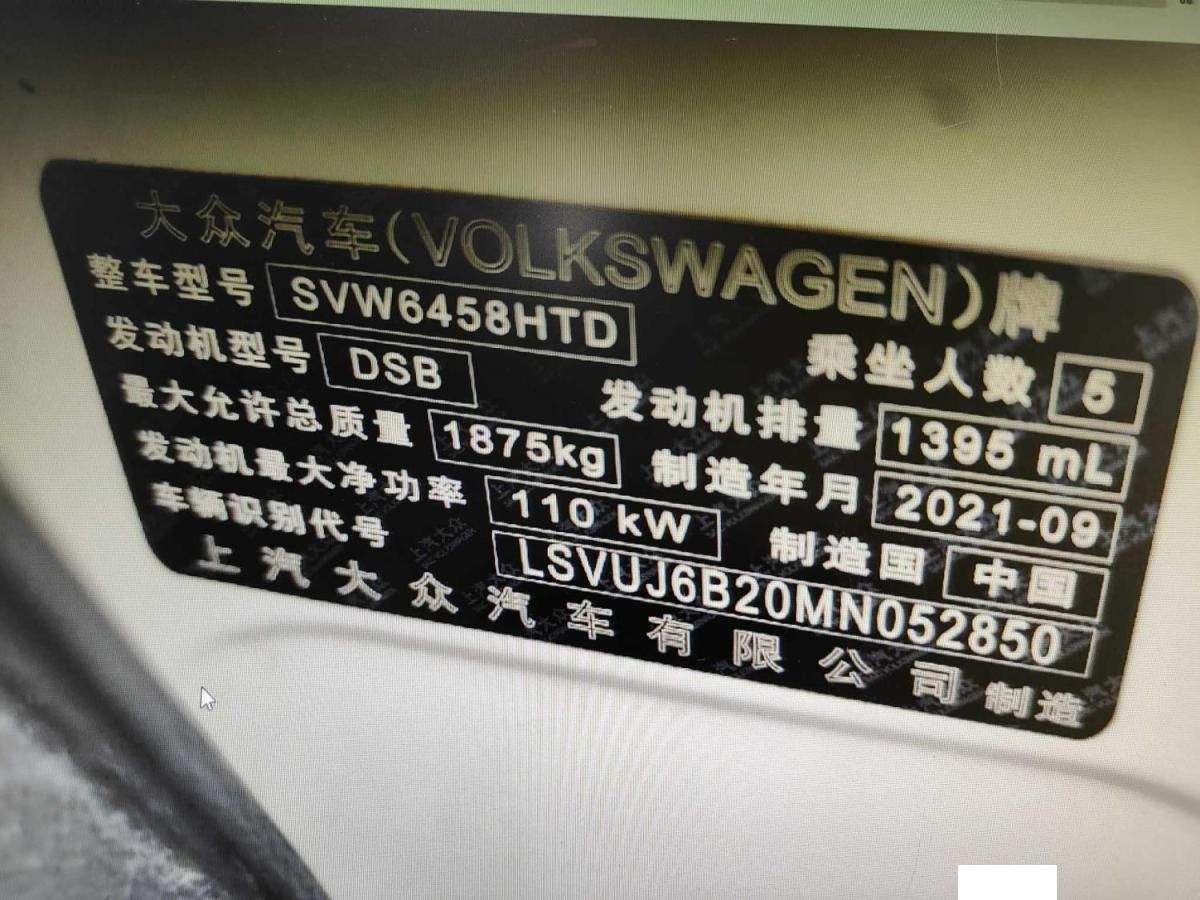 大众汽车(VOLKSWAGEN)牌
整车型号 SVW6458HTD 乘坐人数 5
发动机型号 DSB 发动机排量 1395 mL
最大允许总质量 1875kg 制造年月 2021-09
发动机最大净功率 110 kW 制造国 中国
车辆识别代号 LSVUJ6B20MN052850
上汽大众汽车有限公司制造